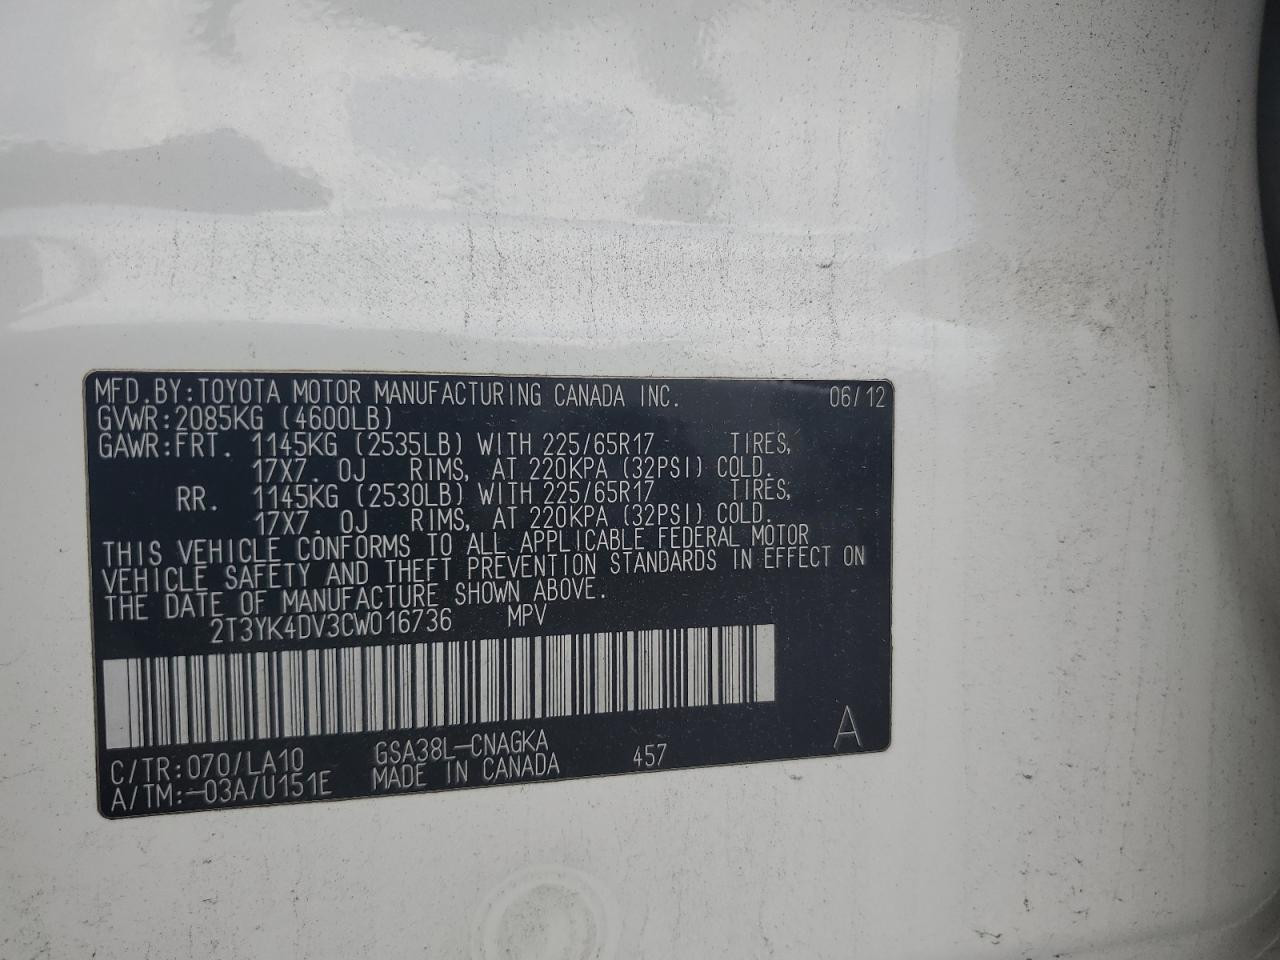 MFD.BY:TOYOTA MOTOR MANUFACTURING CANADA INC. 06/12
GVWR:2085KG (4600LB)
GAWR:FRT. 1145KG (2535LB) WITH 225/65R17 TIRES,
17X7.0J RIMS, AT 220KPA (32PSI) COLD.
RR. 1145KG (2530LB) WITH 225/65R17 TIRES,
17X7.0J RIMS, AT 220KPA (32PSI) COLD.
THIS VEHICLE CONFORMS TO ALL APPLICABLE FEDERAL MOTOR
VEHICLE SAFETY AND THEFT PREVENTION STANDARDS IN EFFECT ON
THE DATE OF MANUFACTURE SHOWN ABOVE.
2T3YK4DV3CW016736 MPV
A
C/TR:070/LA10 GSA38L-CNAGKA 457
A/TM:-03A/U151E MADE IN CANADA